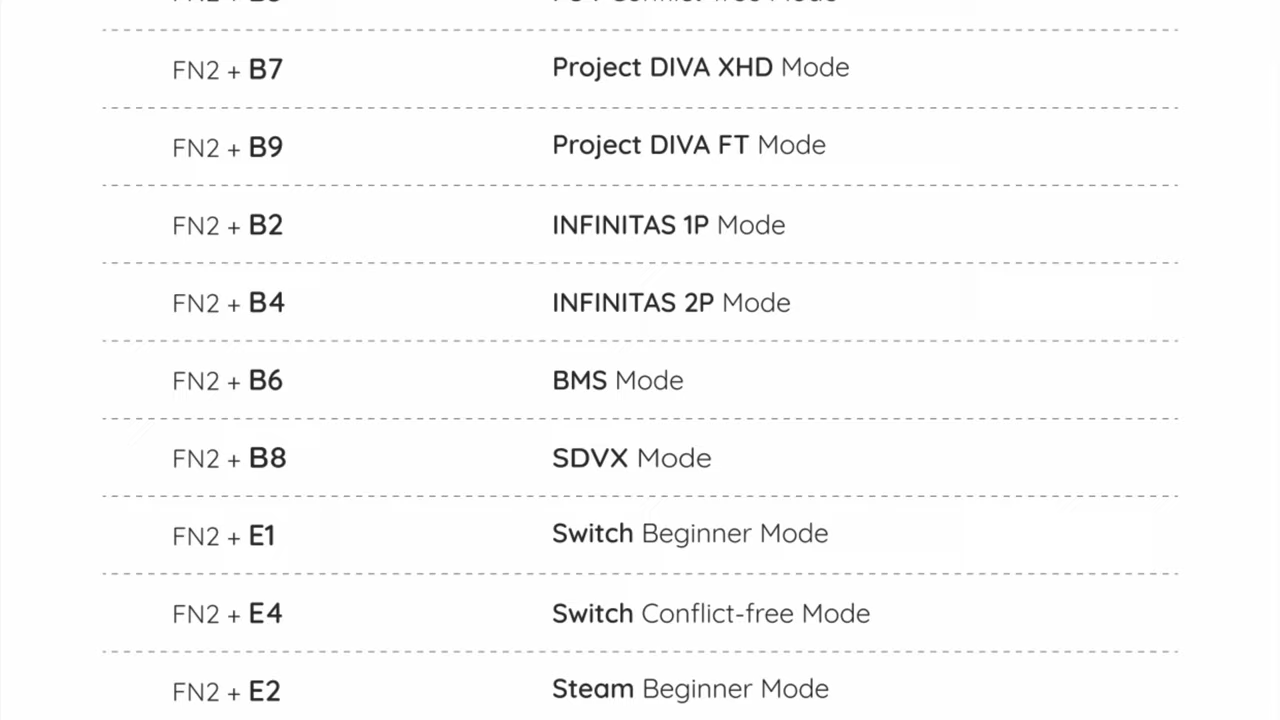 FN2 + B7 Project DIVA XHD Mode
FN2 + B9 Project DIVA FT Mode
FN2 + B2 INFINITAS 1P Mode
FN2 + B4 INFINITAS 2P Mode
FN2 + B6 BMS Mode
FN2 + B8 SDVX Mode
FN2 + E1 Switch Beginner Mode
FN2 + E4 Switch Conflict-free Mode
FN2 + E2 Steam Beginner Mode